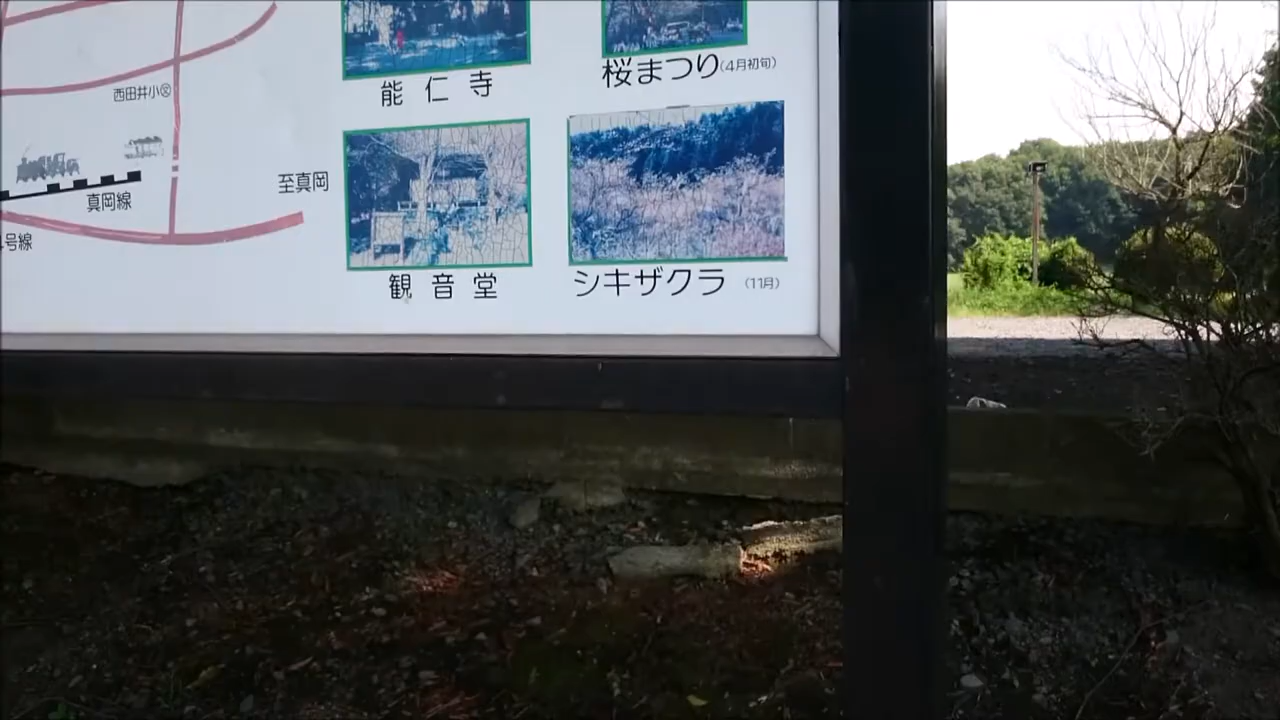 桜まつり(4月初旬)
能仁寺
西田井小
至真岡
真岡線
号線
観音堂
シキザクラ (11月)